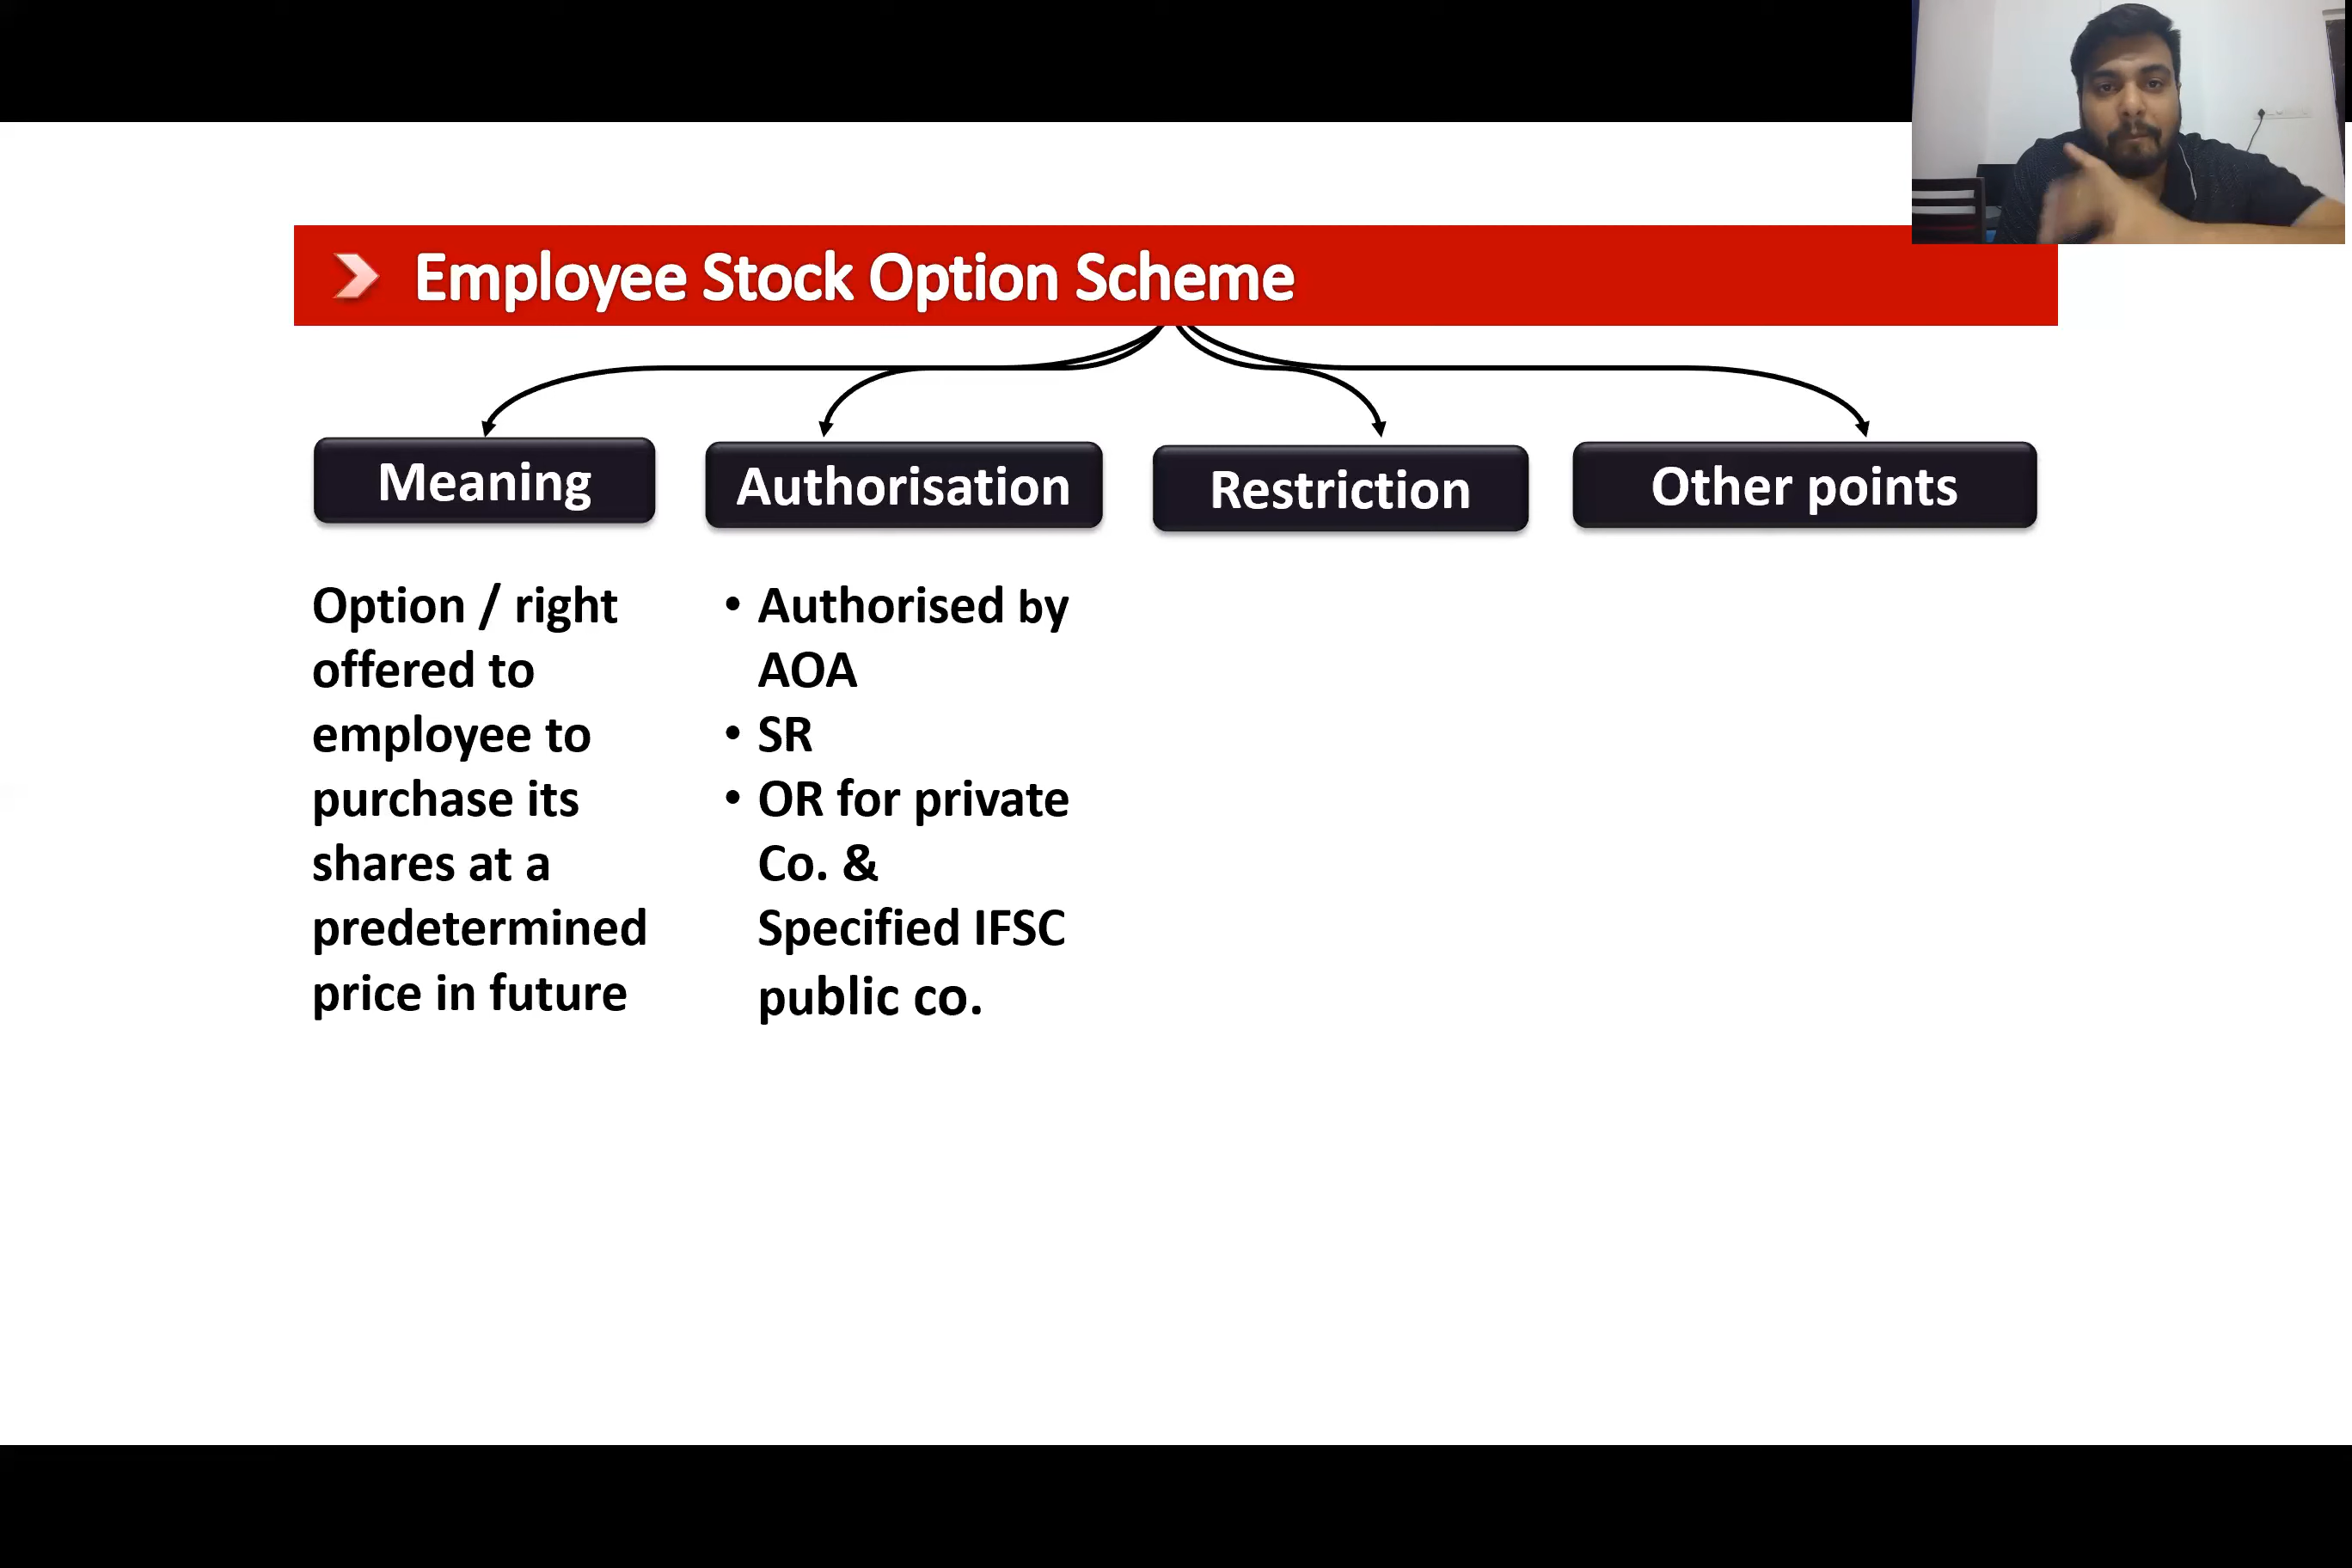 Employee Stock Option Scheme
Meaning
Authorisation
Restriction
Other points
Option / right
offered to
employee to
purchase its
shares at a
predetermined
price in future
• Authorised by
AOA
• SR
• OR for private
Co. &
Specified IFSC
public co.